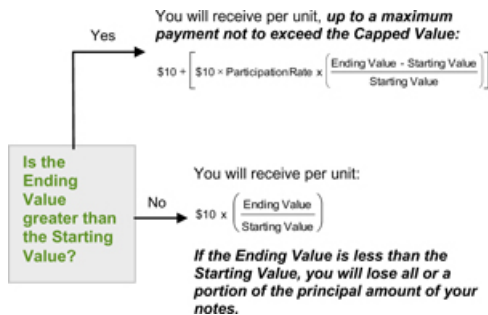 Yes
You will receive per unit, up to a maximum
payment not to exceed the Capped Value:
$10 + [ $10 × Participation Rate x ( Ending Value - Starting Value / Starting Value ) ]
Is the
Ending
Value
greater than
the Starting
Value?
No
You will receive per unit:
$10 x ( Ending Value / Starting Value )
If the Ending Value is less than the
Starting Value, you will lose all or a
portion of the principal amount of your
notes.